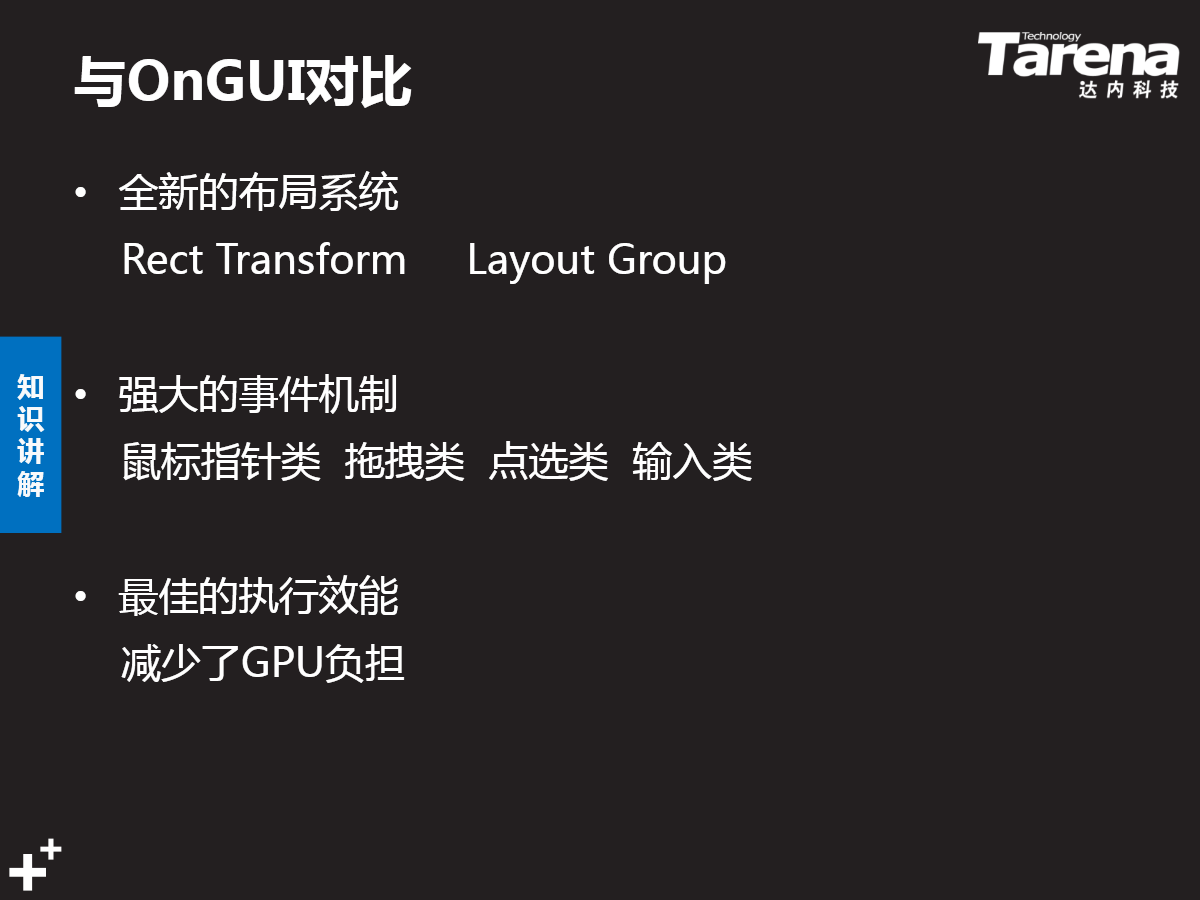 与OnGUI对比
Technology
Tarena
达内科技
• 全新的布局系统
Rect Transform Layout Group
知识讲解
• 强大的事件机制
鼠标指针类 拖拽类 点选类 输入类
• 最佳的执行效能
减少了GPU负担